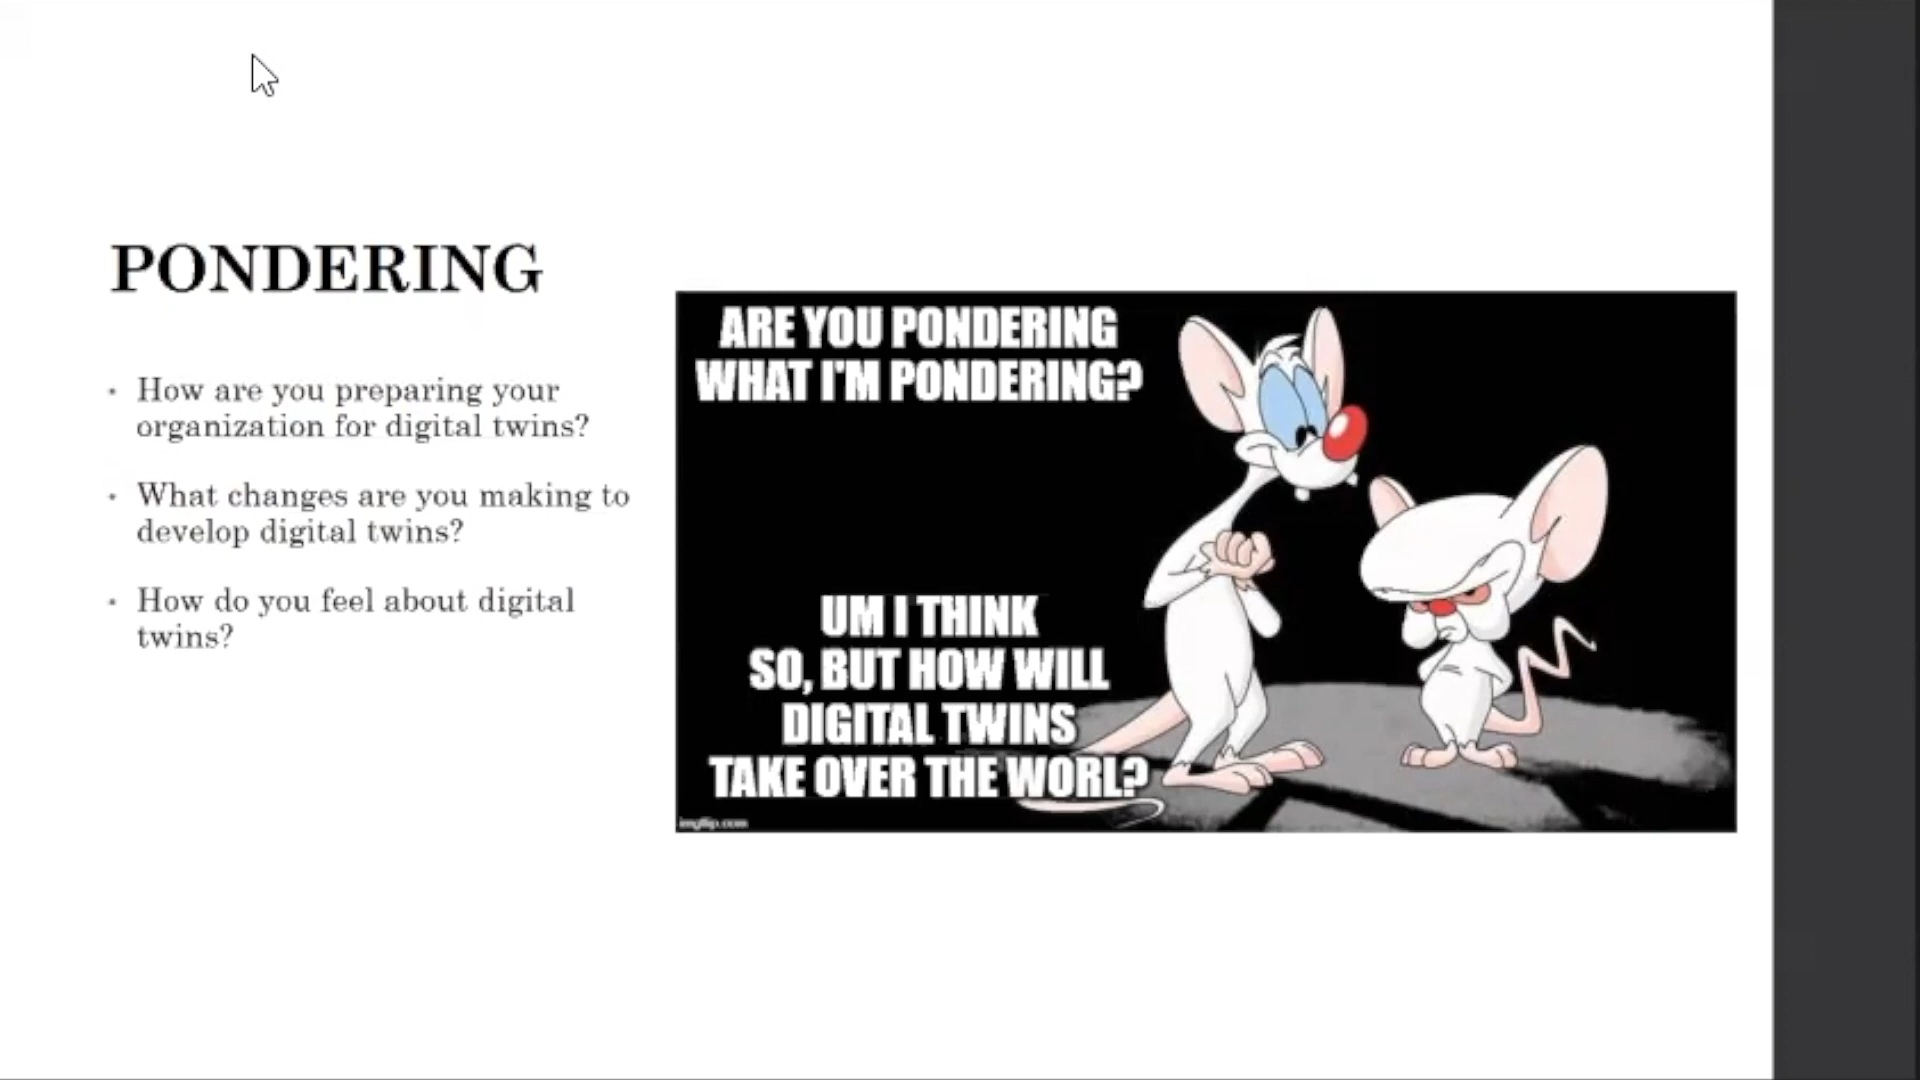 PONDERING
• How are you preparing your
organization for digital twins?
• What changes are you making to
develop digital twins?
• How do you feel about digital
twins?
ARE YOU PONDERING
WHAT I'M PONDERING?
UM I THINK
SO, BUT HOW WILL
DIGITAL TWINS
TAKE OVER THE WORL?
imgflip.com